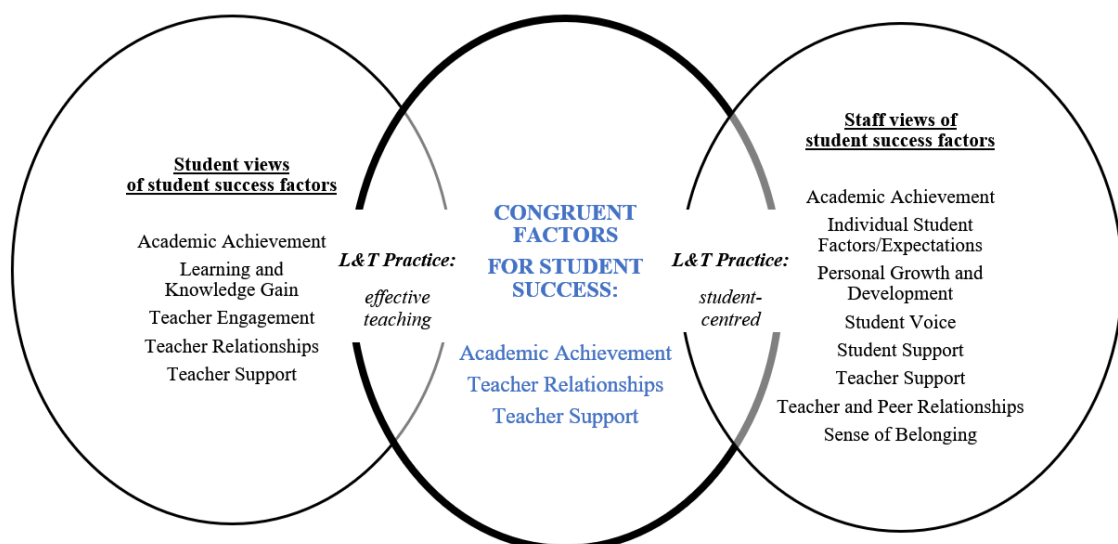 Student views
of student success factors
Academic Achievement
Learning and
Knowledge Gain
Teacher Engagement
Teacher Relationships
Teacher Support
L&T Practice:
effective
teaching
CONGRUENT
FACTORS
FOR STUDENT
SUCCESS:
Academic Achievement
Teacher Relationships
Teacher Support
L&T Practice:
student-
centred
Staff views of
student success factors
Academic Achievement
Individual Student
Factors/Expectations
Personal Growth and
Development
Student Voice
Student Support
Teacher Support
Teacher and Peer Relationships
Sense of Belonging